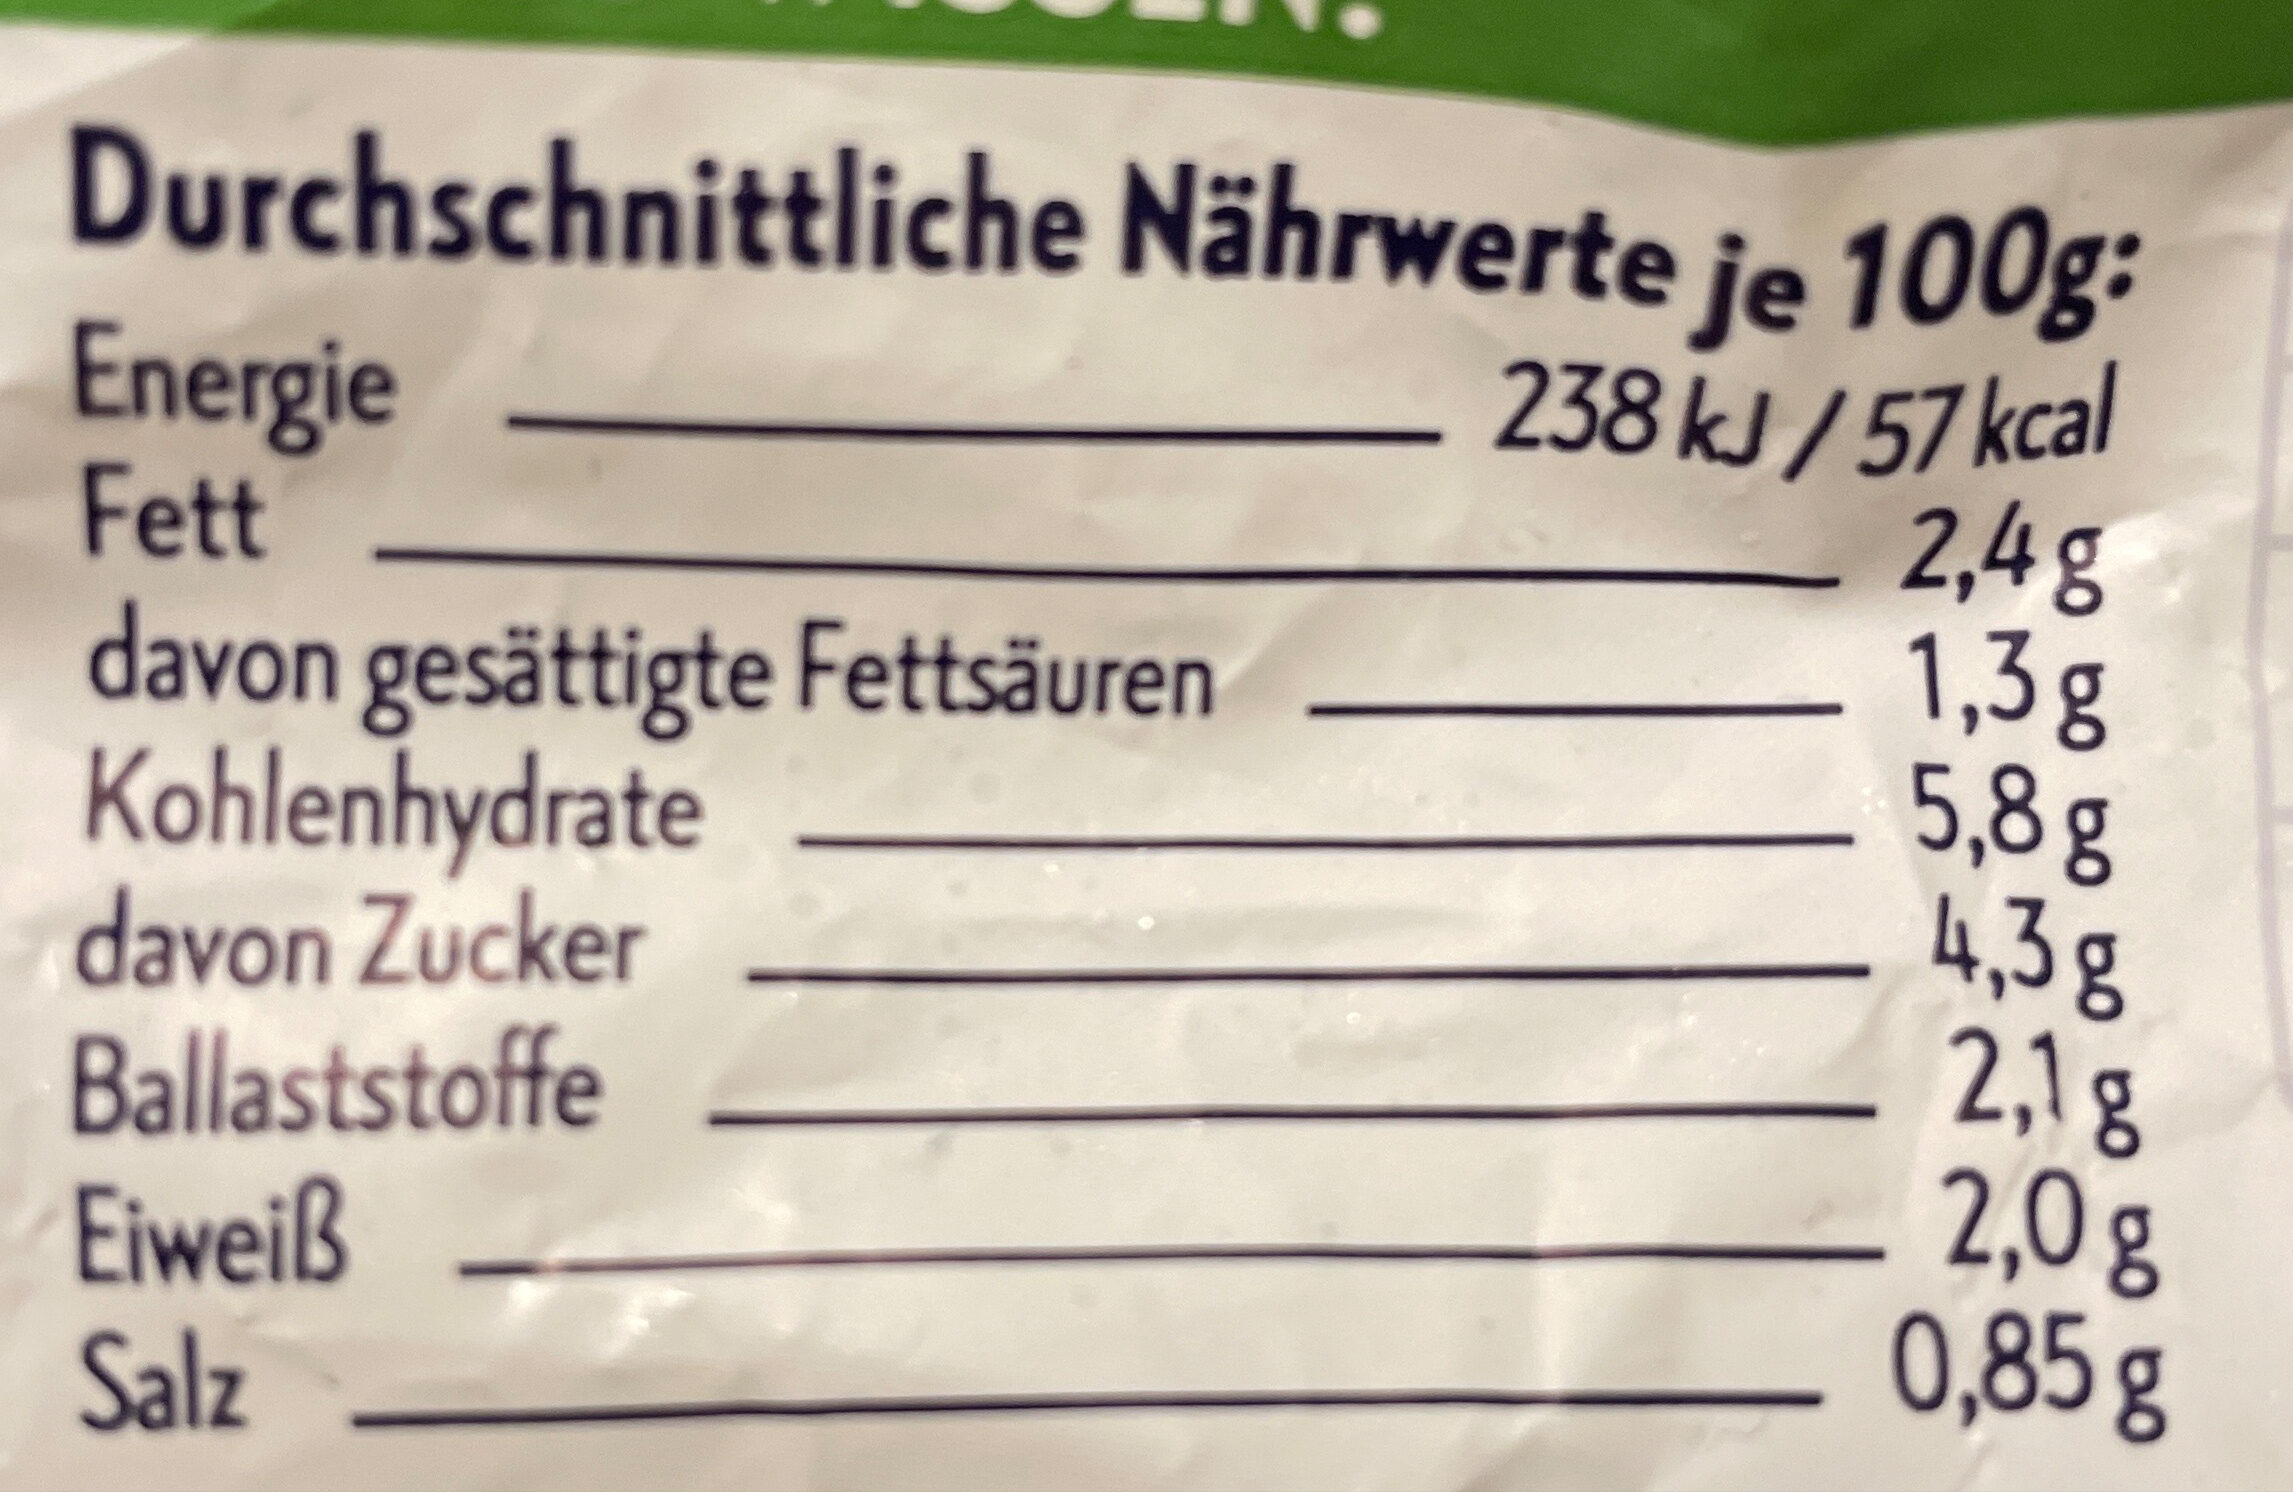 Durchschnittliche Nährwerte je 100g:
Energie 238 kJ / 57 kcal
Fett 2,4 g
davon gesättigte Fettsäuren 1,3 g
Kohlenhydrate 5,8 g
davon Zucker 4,3 g
Ballaststoffe 2,1 g
Eiweiß 2,0 g
Salz 0,85 g